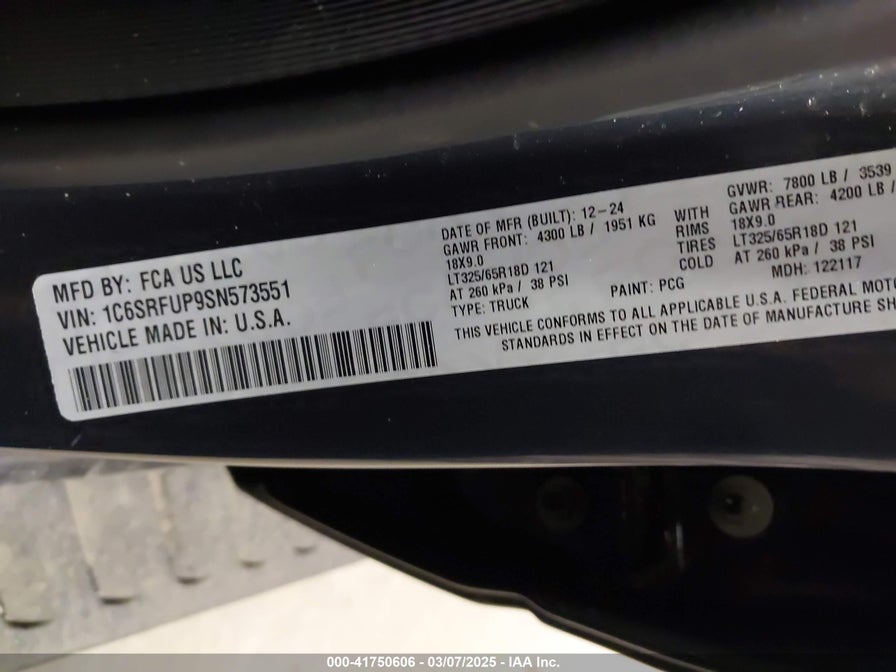 MFD BY: FCA US LLC
VIN: 1C6SRFUP9SN573551
VEHICLE MADE IN: U.S.A.
DATE OF MFR (BUILT): 12-24
GAWR FRONT: 4300 LB / 1951 KG
18X9.0
LT325/65R18D 121
AT 260 kPa / 38 PSI
TYPE: TRUCK
WITH
RIMS
TIRES
COLD
GVWR: 7800 LB / 3539
GAWR REAR: 4200 LB /
18X9.0
LT325/65R18D 121
AT 260 kPa / 38 PSI
PAINT: PCG
MDH: 122117
THIS VEHICLE CONFORMS TO ALL APPLICABLE U.S.A. FEDERAL MOTO
STANDARDS IN EFFECT ON THE DATE OF MANUFACTURE SH
000-41750606 - 03/07/2025 - IAA Inc.